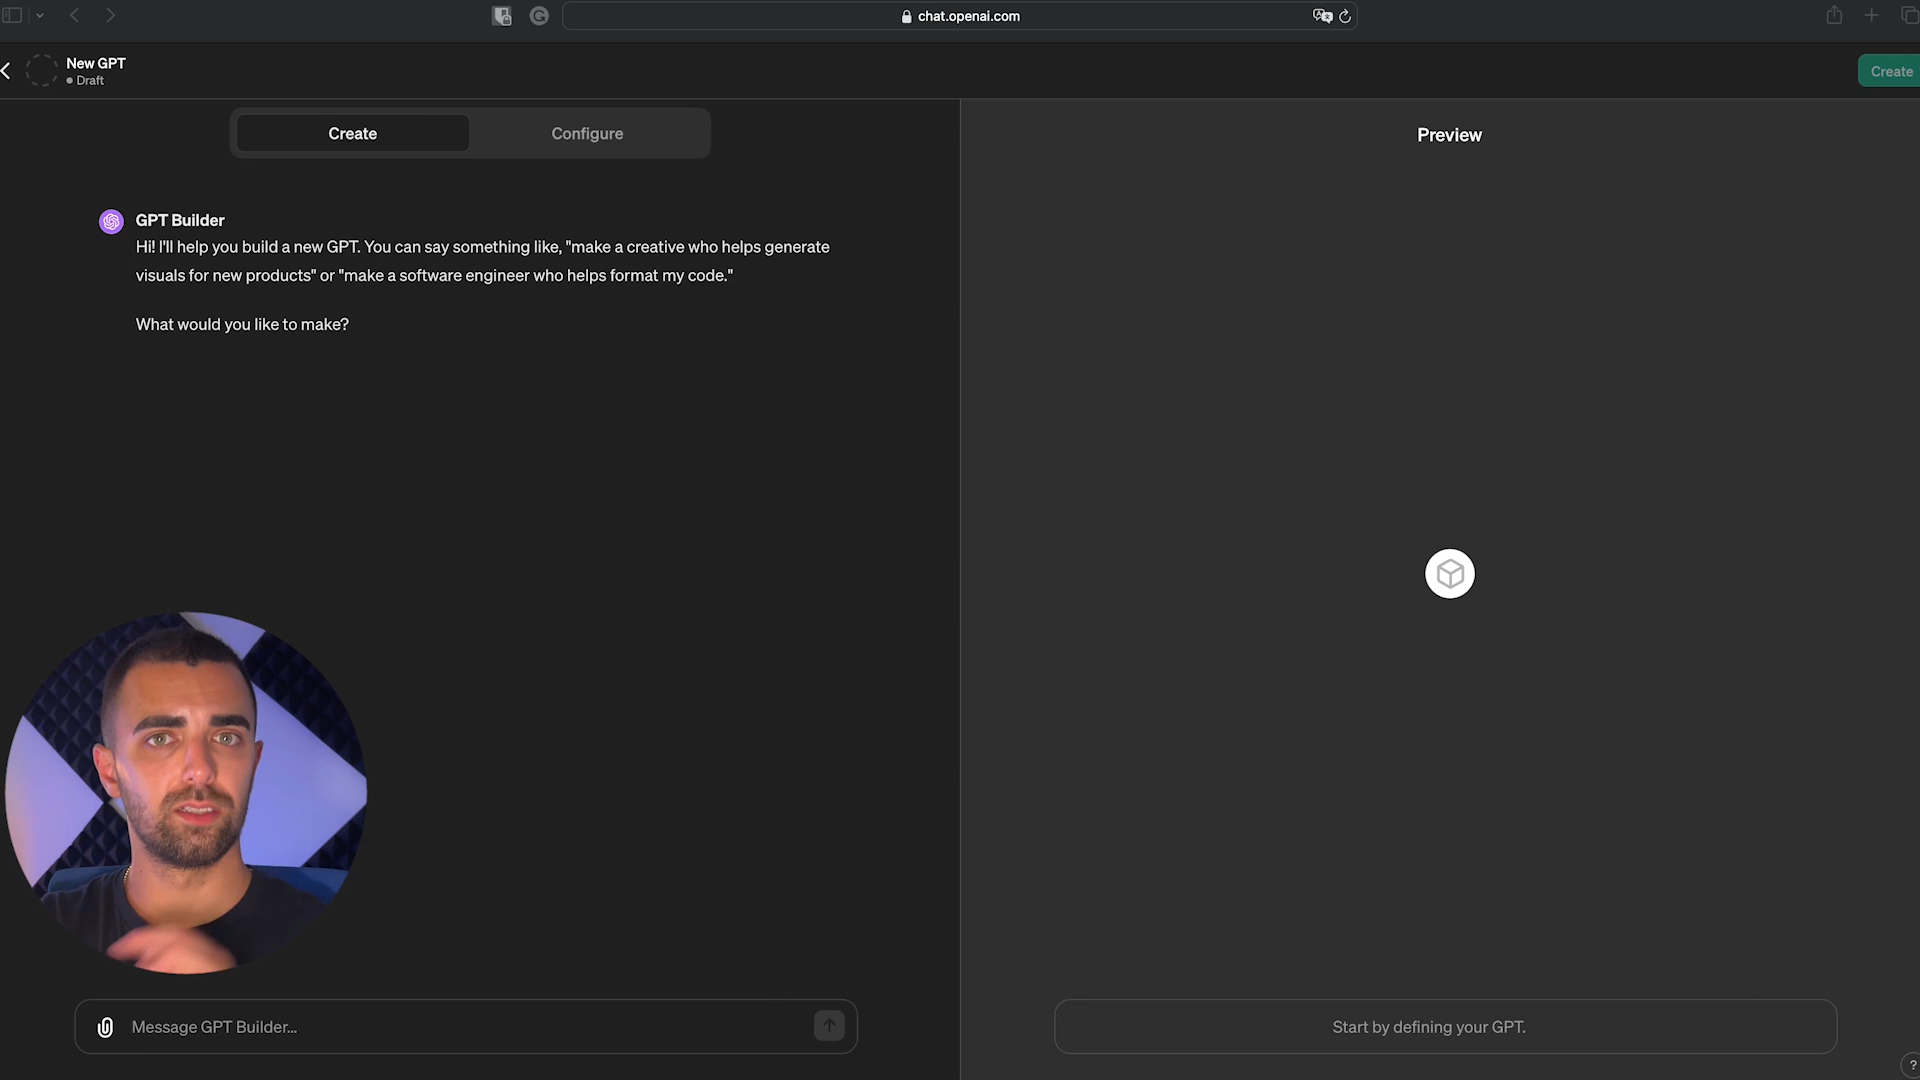 chat.openai.com
New GPT
Draft
Create
Create
Configure
Preview
GPT Builder
Hi! I'll help you build a new GPT. You can say something like, "make a creative who helps generate
visuals for new products" or "make a software engineer who helps format my code."
What would you like to make?
Message GPT Builder...
Start by defining your GPT.
?